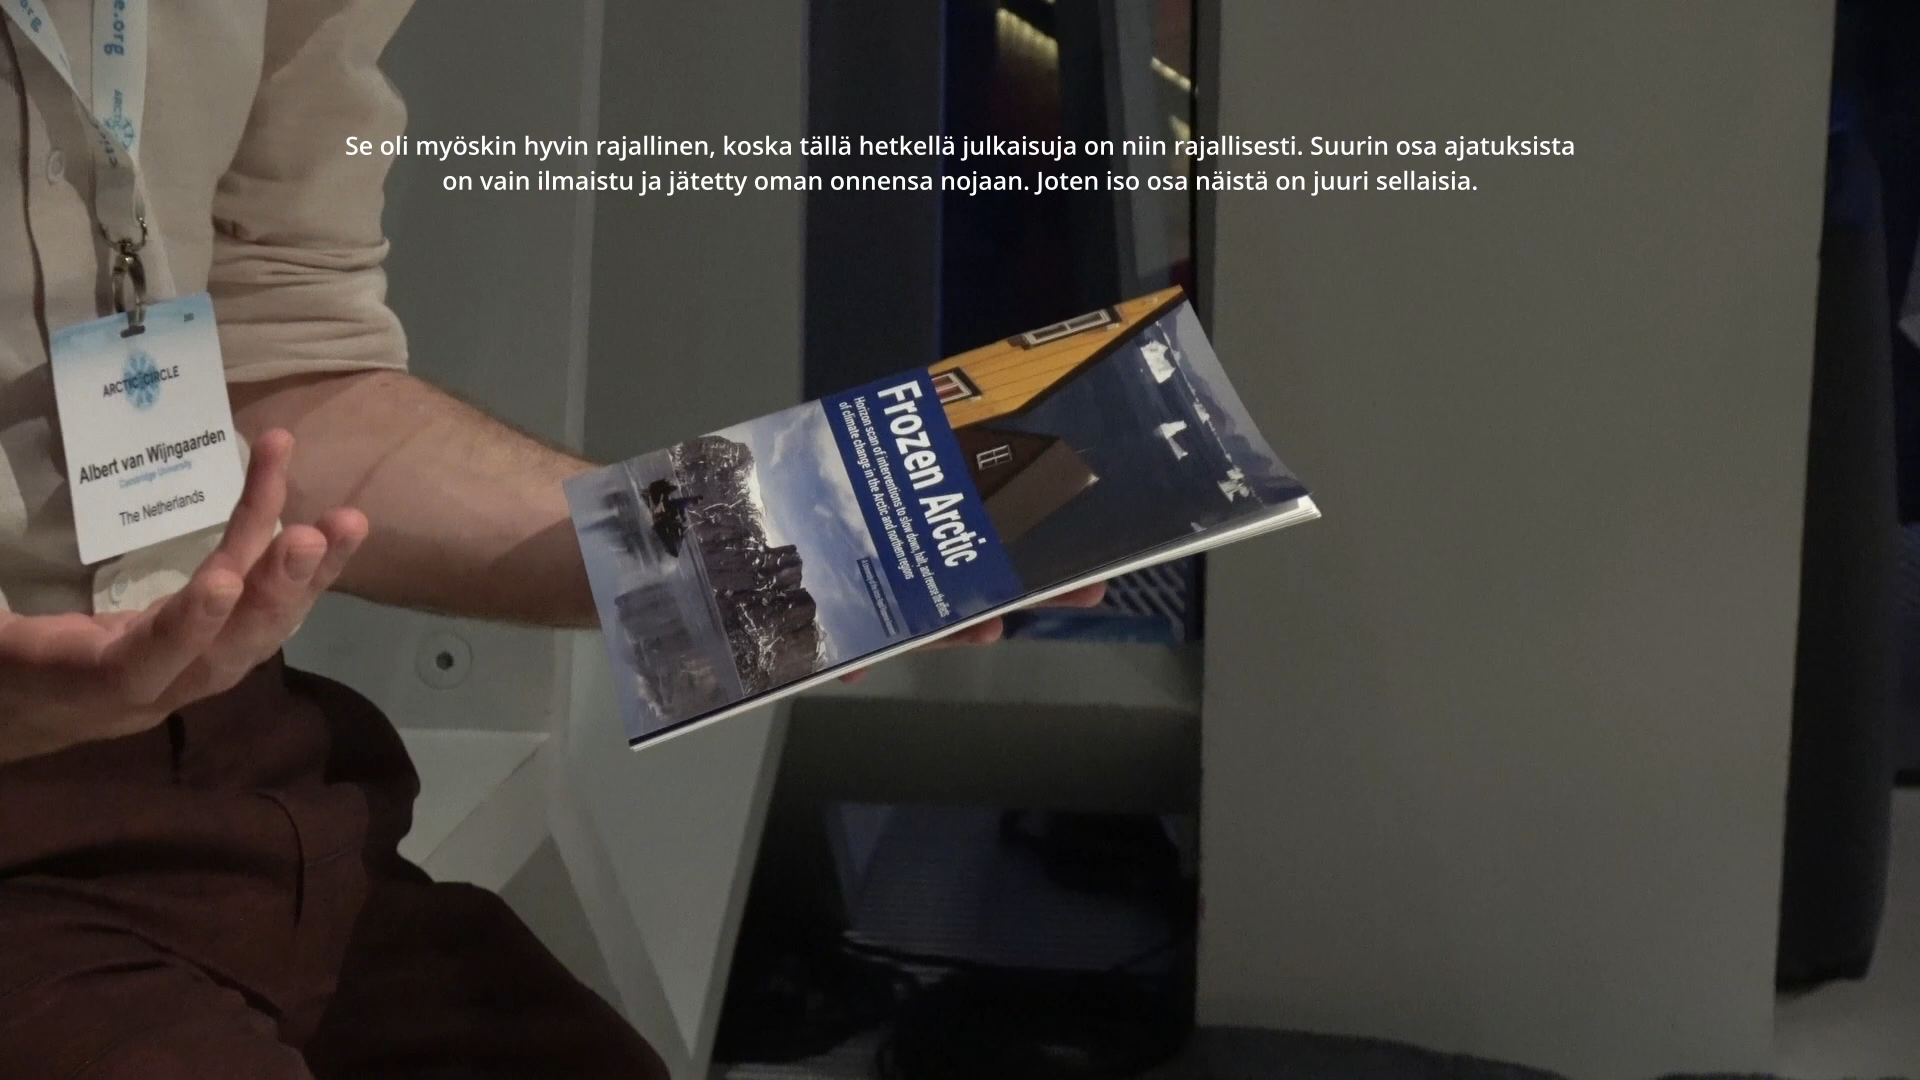 e.org
Se oli myöskin hyvin rajallinen, koska tällä hetkellä julkaisuja on niin rajallisesti. Suurin osa ajatuksista
on vain ilmaistu ja jätetty oman onnensa nojaan. Joten iso osa näistä on juuri sellaisia.
ARCTIC CIRCLE
Albert van Wijngaarden
Cambridge University
The Netherlands
Frozen Arctic
Horizon scan of interventions to slow down, halt, and reverse the effects
of climate change in the Arctic and northern regions